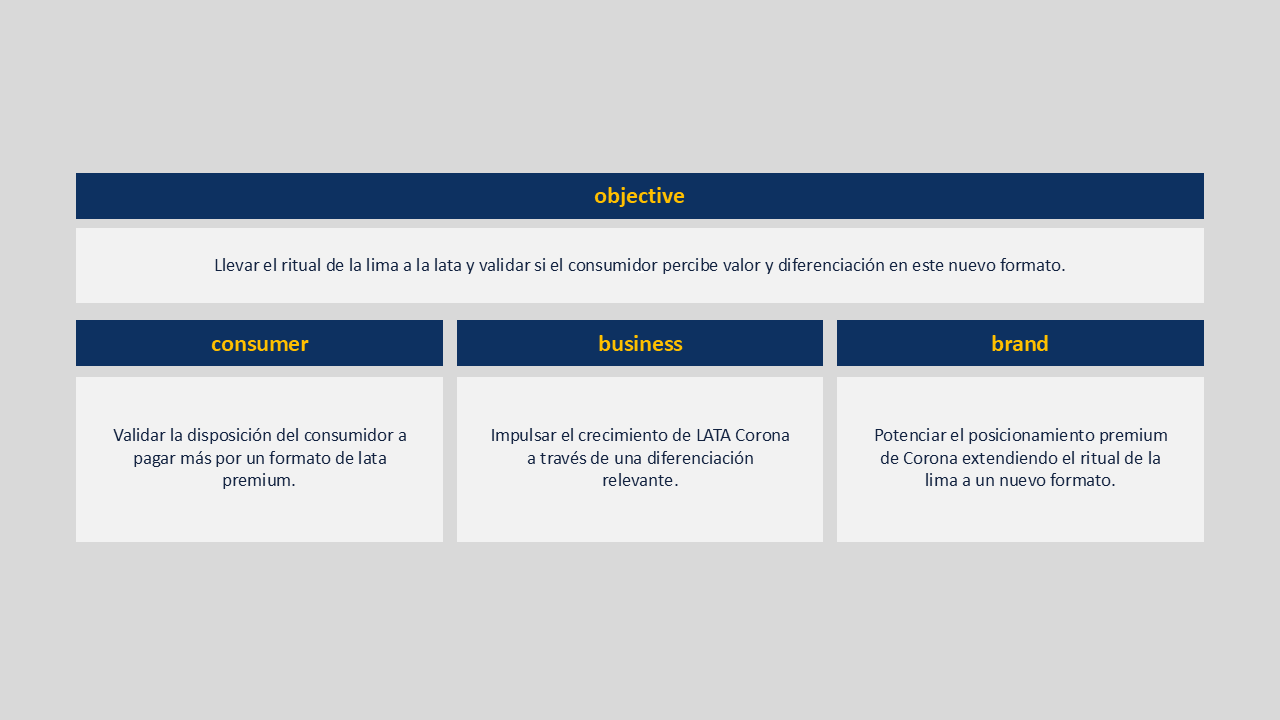 objective
Llevar el ritual de la lima a la lata y validar si el consumidor percibe valor y diferenciación en este nuevo formato.
consumer
Validar la disposición del consumidor a
pagar más por un formato de lata
premium.
business
Impulsar el crecimiento de LATA Corona
a través de una diferenciación
relevante.
brand
Potenciar el posicionamiento premium
de Corona extendiendo el ritual de la
lima a un nuevo formato.